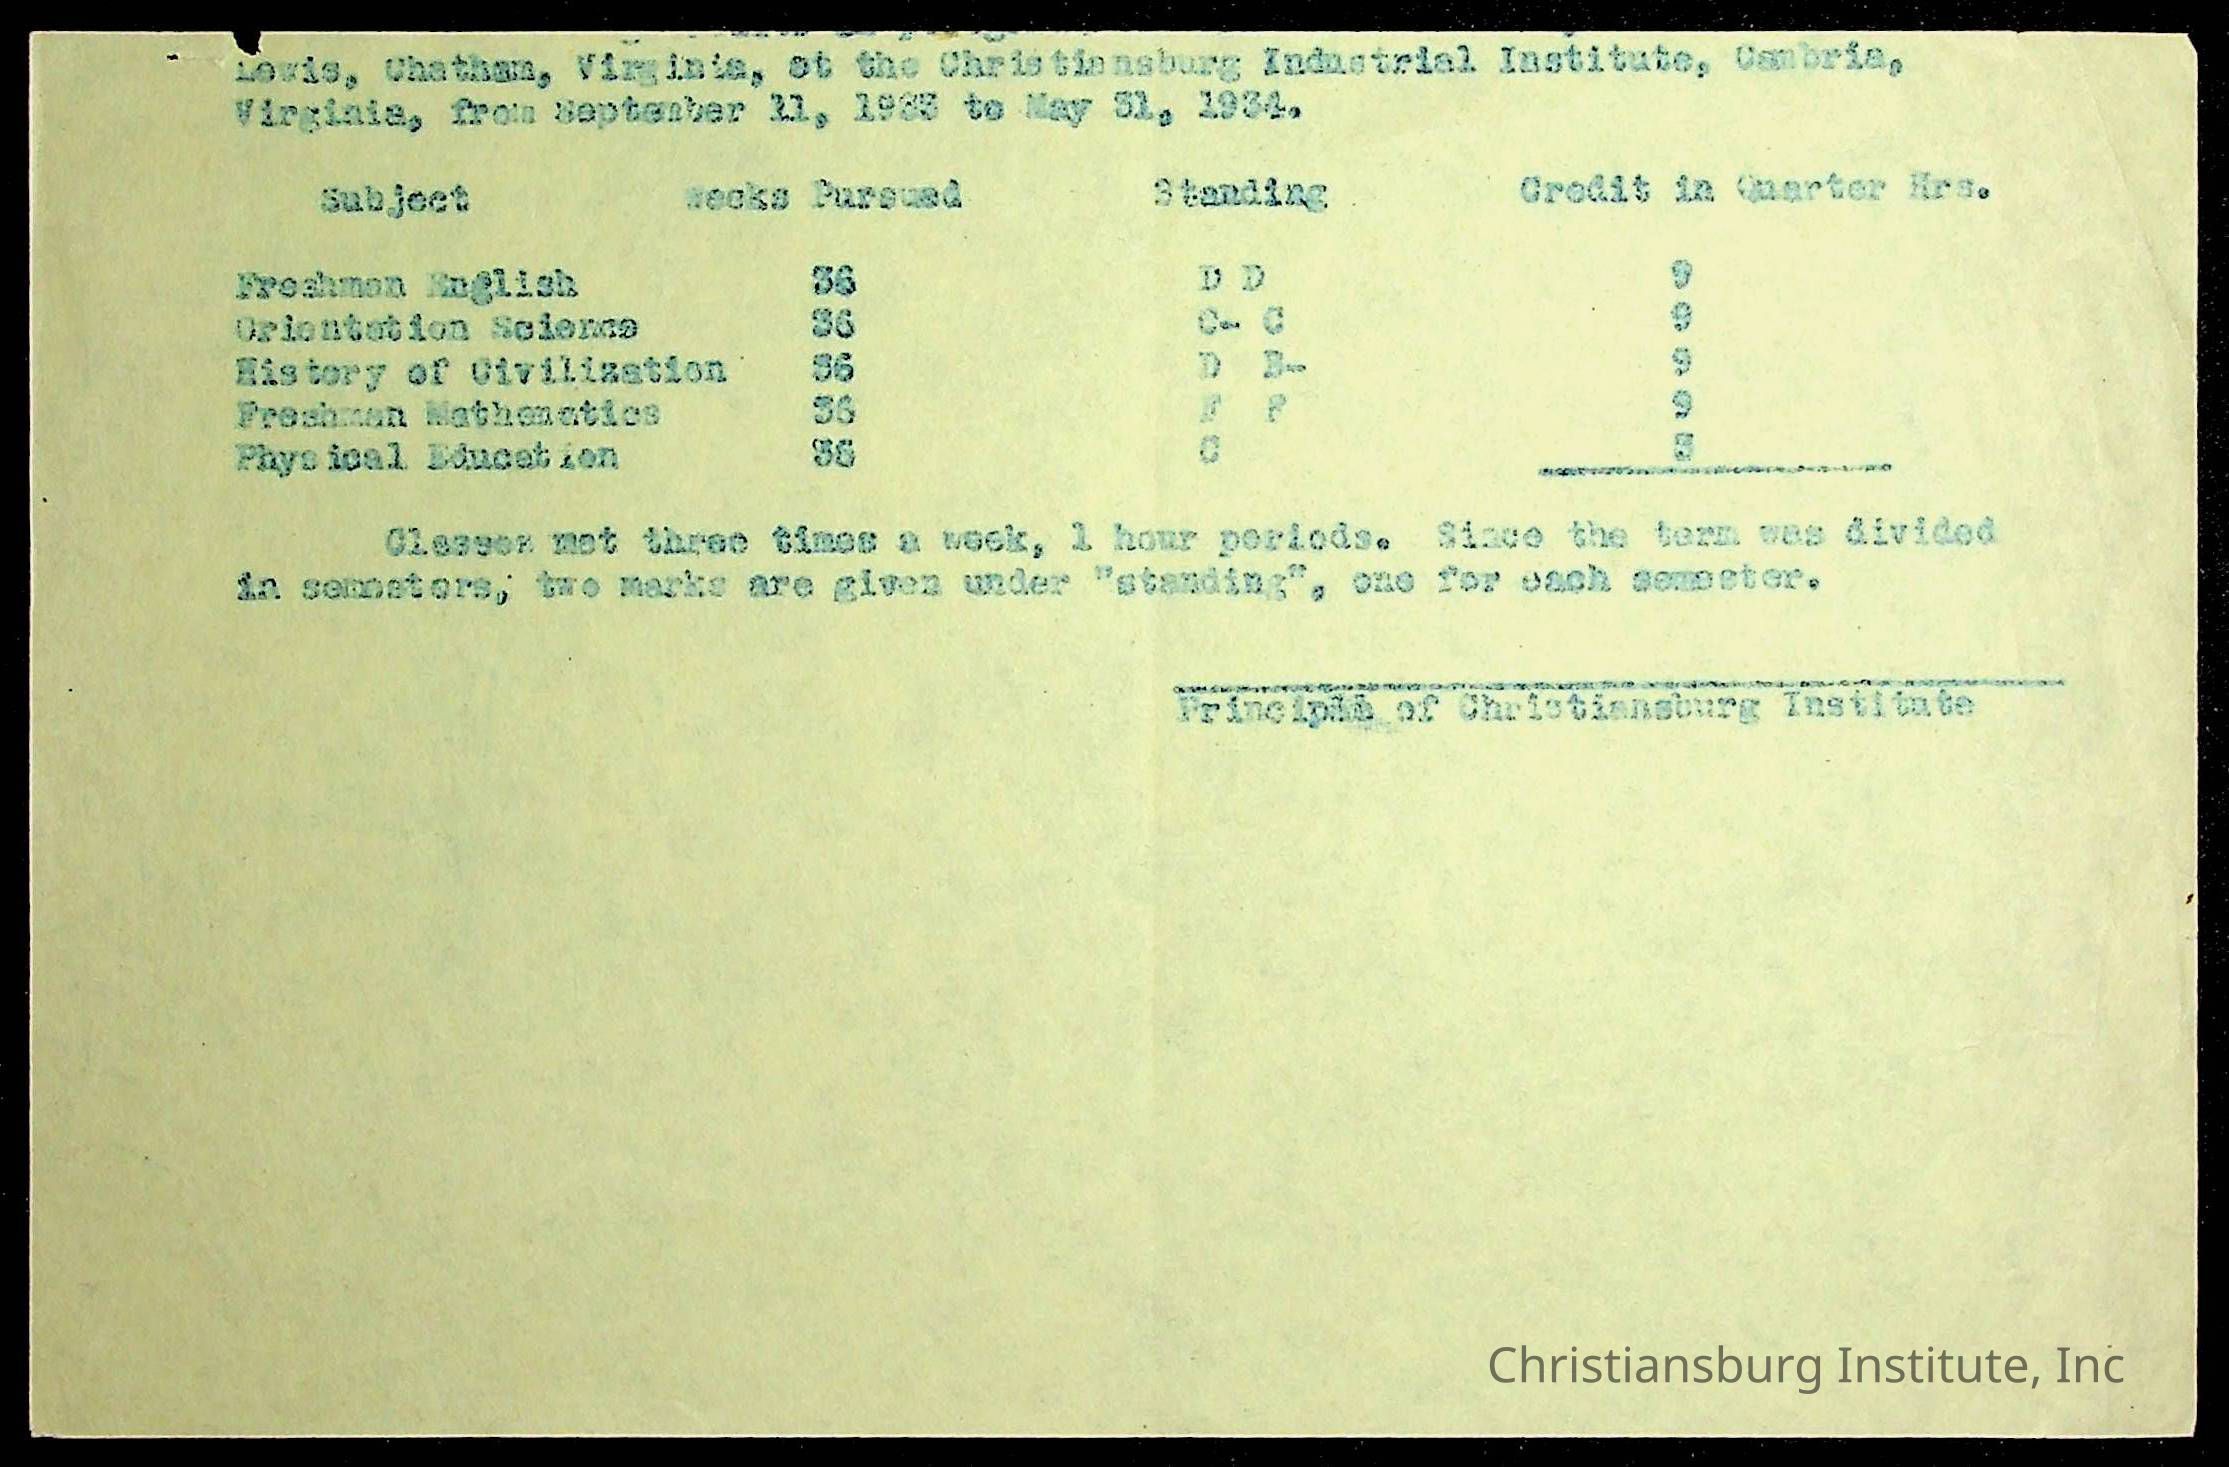 Lewis, Chatham, Virginia, at the Christiansburg Industrial Institute, Cambria,
Virginia, from September 11, 1933 to May 31, 1934.
Subject Weeks Pursued Standing Credit in Quarter Hrs.
Freshman English 36 D D 9
Orientation Science 36 C- C 9
History of Civilization 36 D B- 9
Freshman Mathematics 36 F F 9
Physical Education 36 C 3
Classes met three times a week, 1 hour periods. Since the term was divided
in semesters, two marks are given under "standing", one for each semester.
Principal of Christiansburg Institute
Christiansburg Institute, Inc